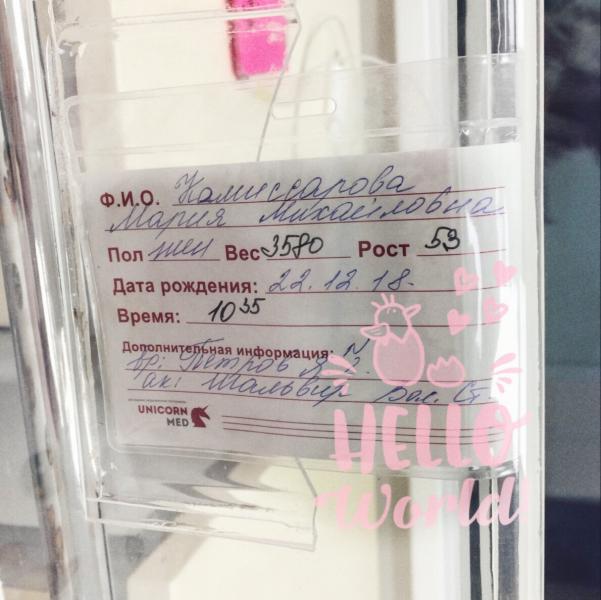 Ф.И.О. Комиссарова
Мария Михайловна
Пол жен Вес 3580 Рост 53
Дата рождения: 22.12.18.
Время: 10 35
Дополнительная информация:
вр: Петров
ак:
UNICORN
MED
HELLO
World!